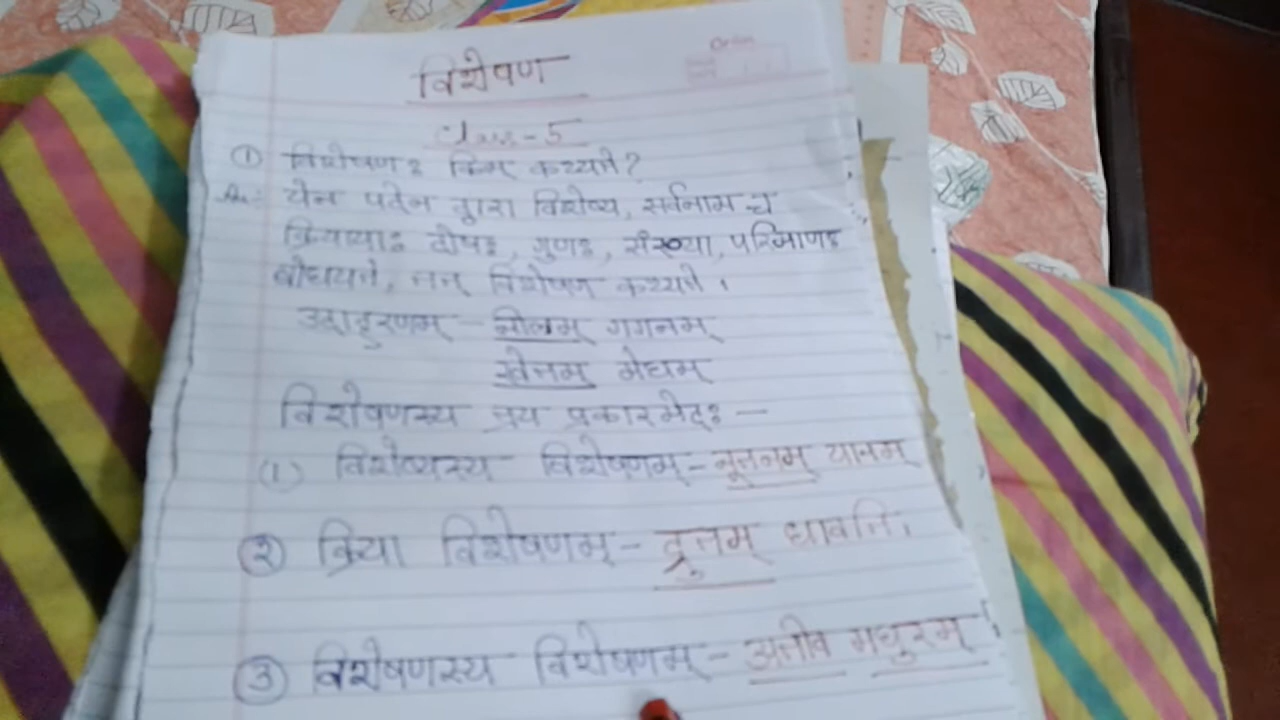 विशेषण
Class - 5
① विशेषणः किम् कथ्यते?
Ans: येन पदेन द्वारा विशेष्य, सर्वनाम च
क्रियायाः दोषः, गुणः, संख्या, परिमाणः
बोधयते, तत् विशेषण कथ्यते ।
उदाहरणम् - नीलम् गगनम्
श्वेतम् मेघम्
विशेषणस्य त्रय प्रकारभेदः -
(1) विशेष्यस्य विशेषणम् - नूतनम् यानम्
② क्रिया विशेषणम् - द्रुतम् धावति ।
③ विशेषणस्य विशेषणम् - अतीव मधुरम्